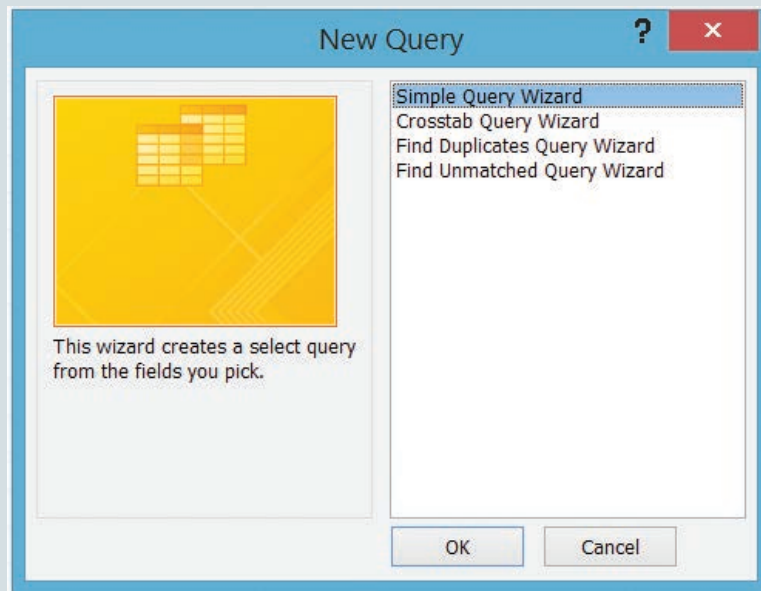 New Query
?
×
This wizard creates a select query
from the fields you pick.
Simple Query Wizard
Crosstab Query Wizard
Find Duplicates Query Wizard
Find Unmatched Query Wizard
OK
Cancel